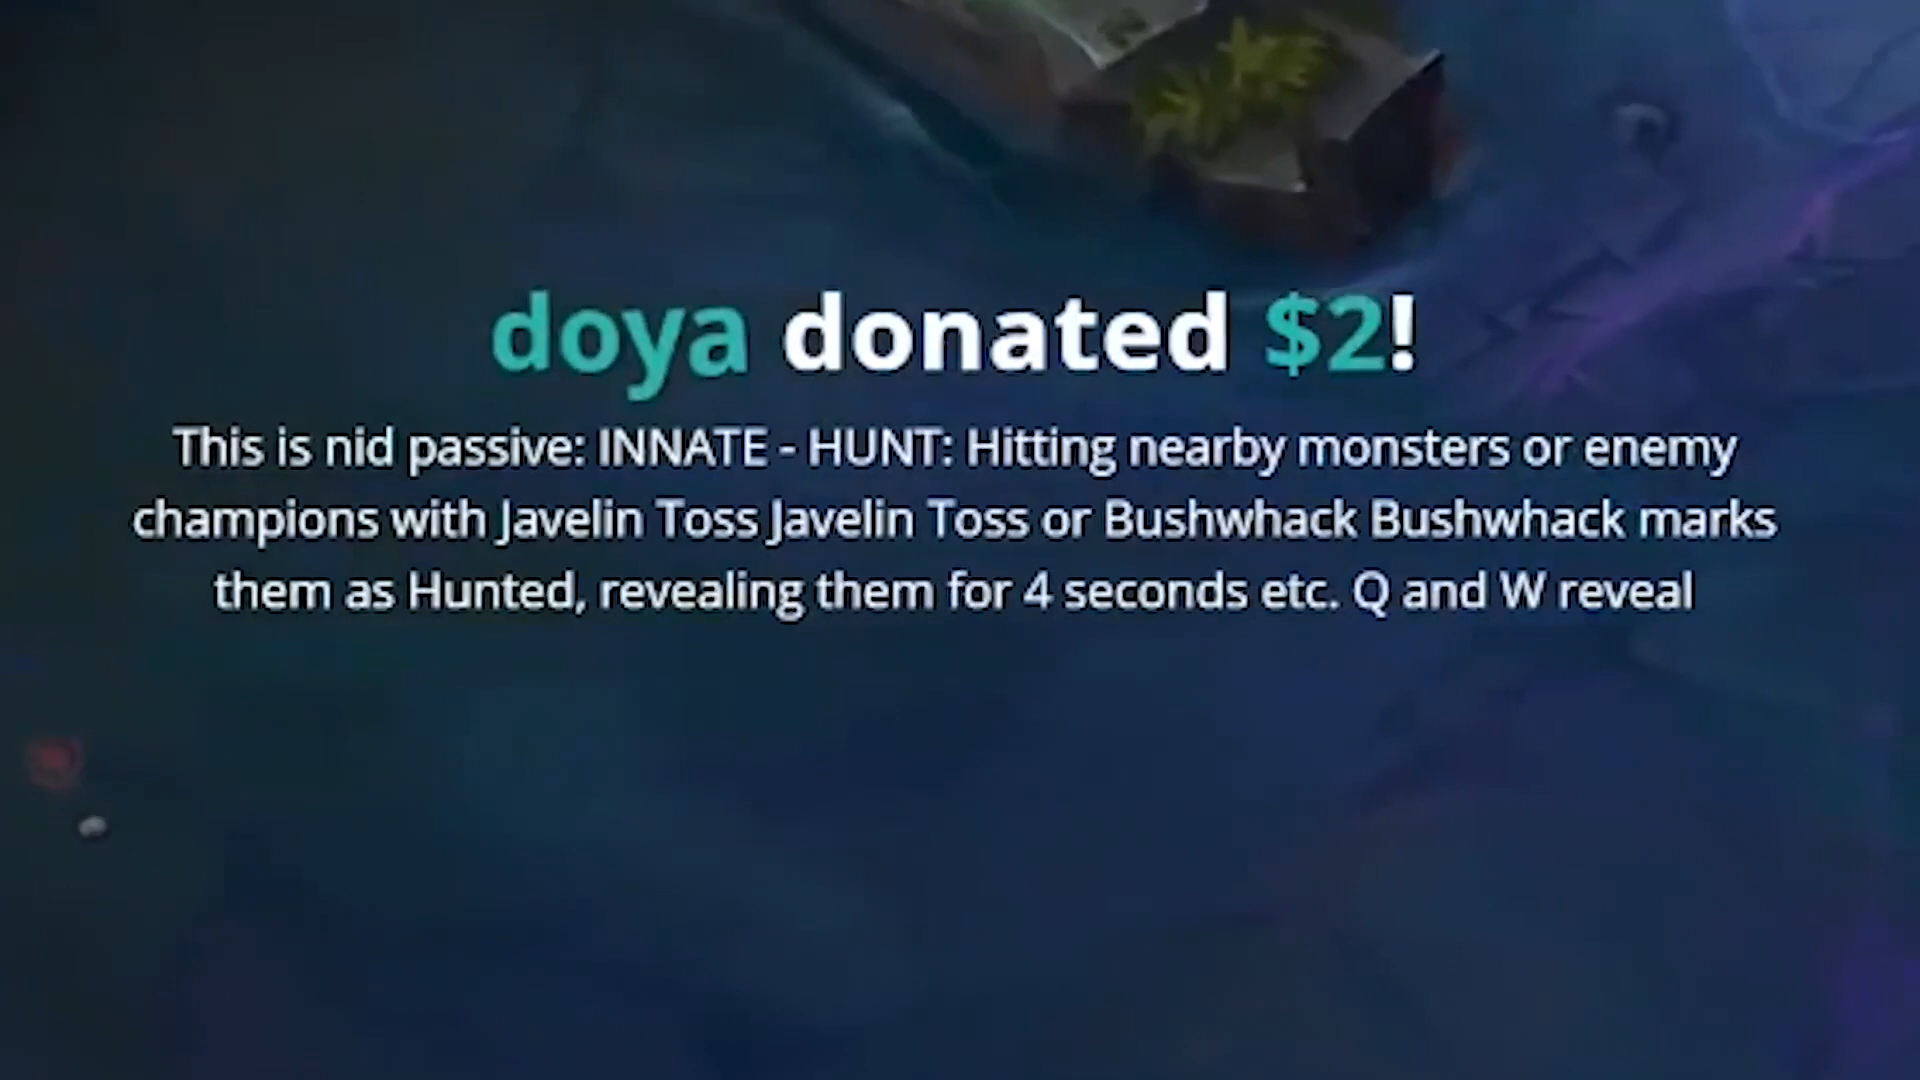 doya donated $2!
This is nid passive: INNATE - HUNT: Hitting nearby monsters or enemy
champions with Javelin Toss Javelin Toss or Bushwhack Bushwhack marks
them as Hunted, revealing them for 4 seconds etc. Q and W reveal